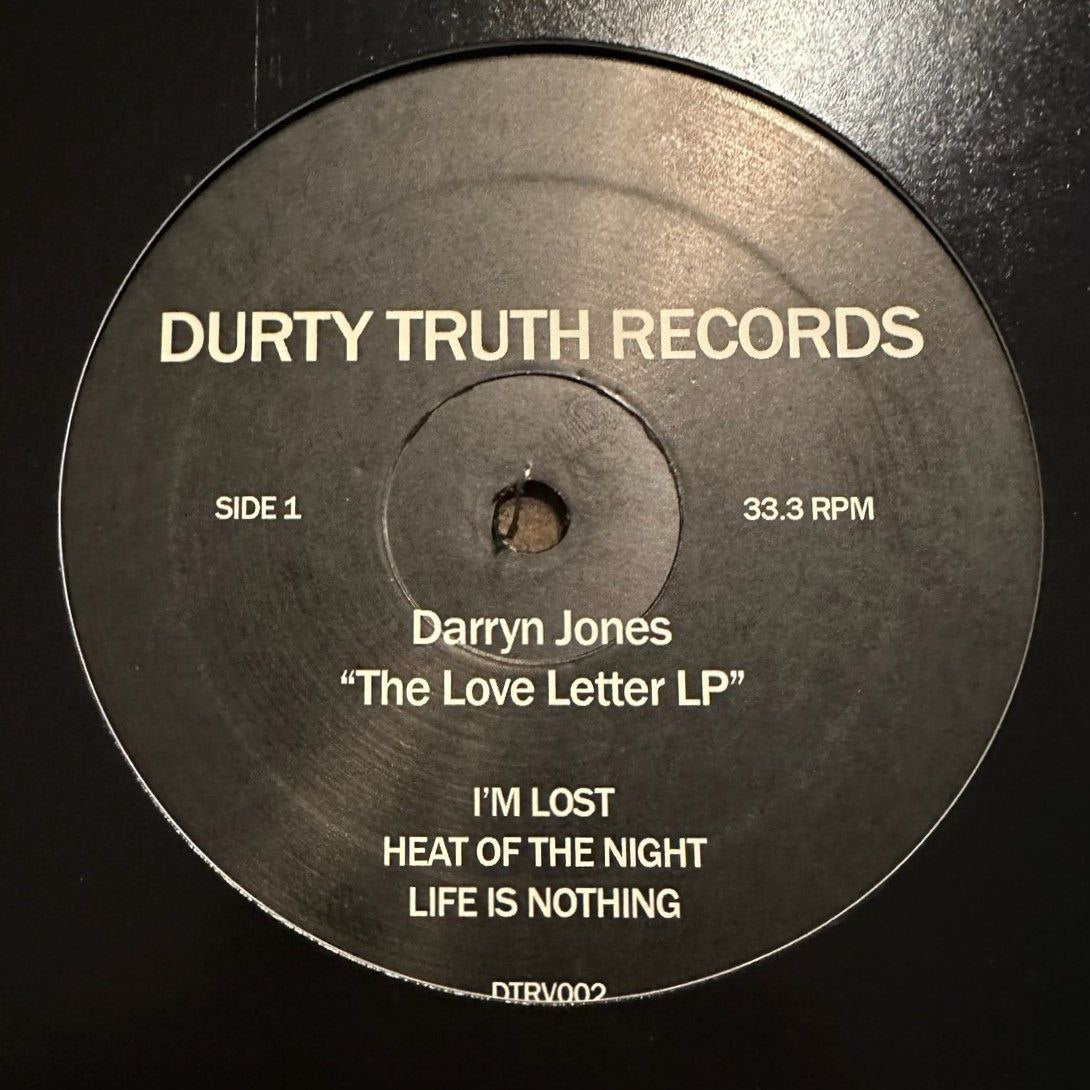 DURTY TRUTH RECORDS
SIDE 1
33.3 RPM
Darryn Jones
“The Love Letter LP”
I’M LOST
HEAT OF THE NIGHT
LIFE IS NOTHING
DTRV002